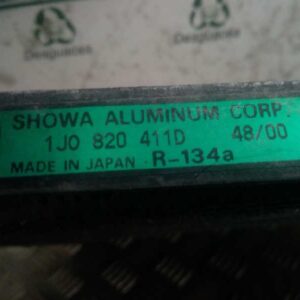 Desguaces
Desguaces
SHOWA ALUMINUM CORP.
1J0 820 411D 48/00
MADE IN JAPAN R-134a